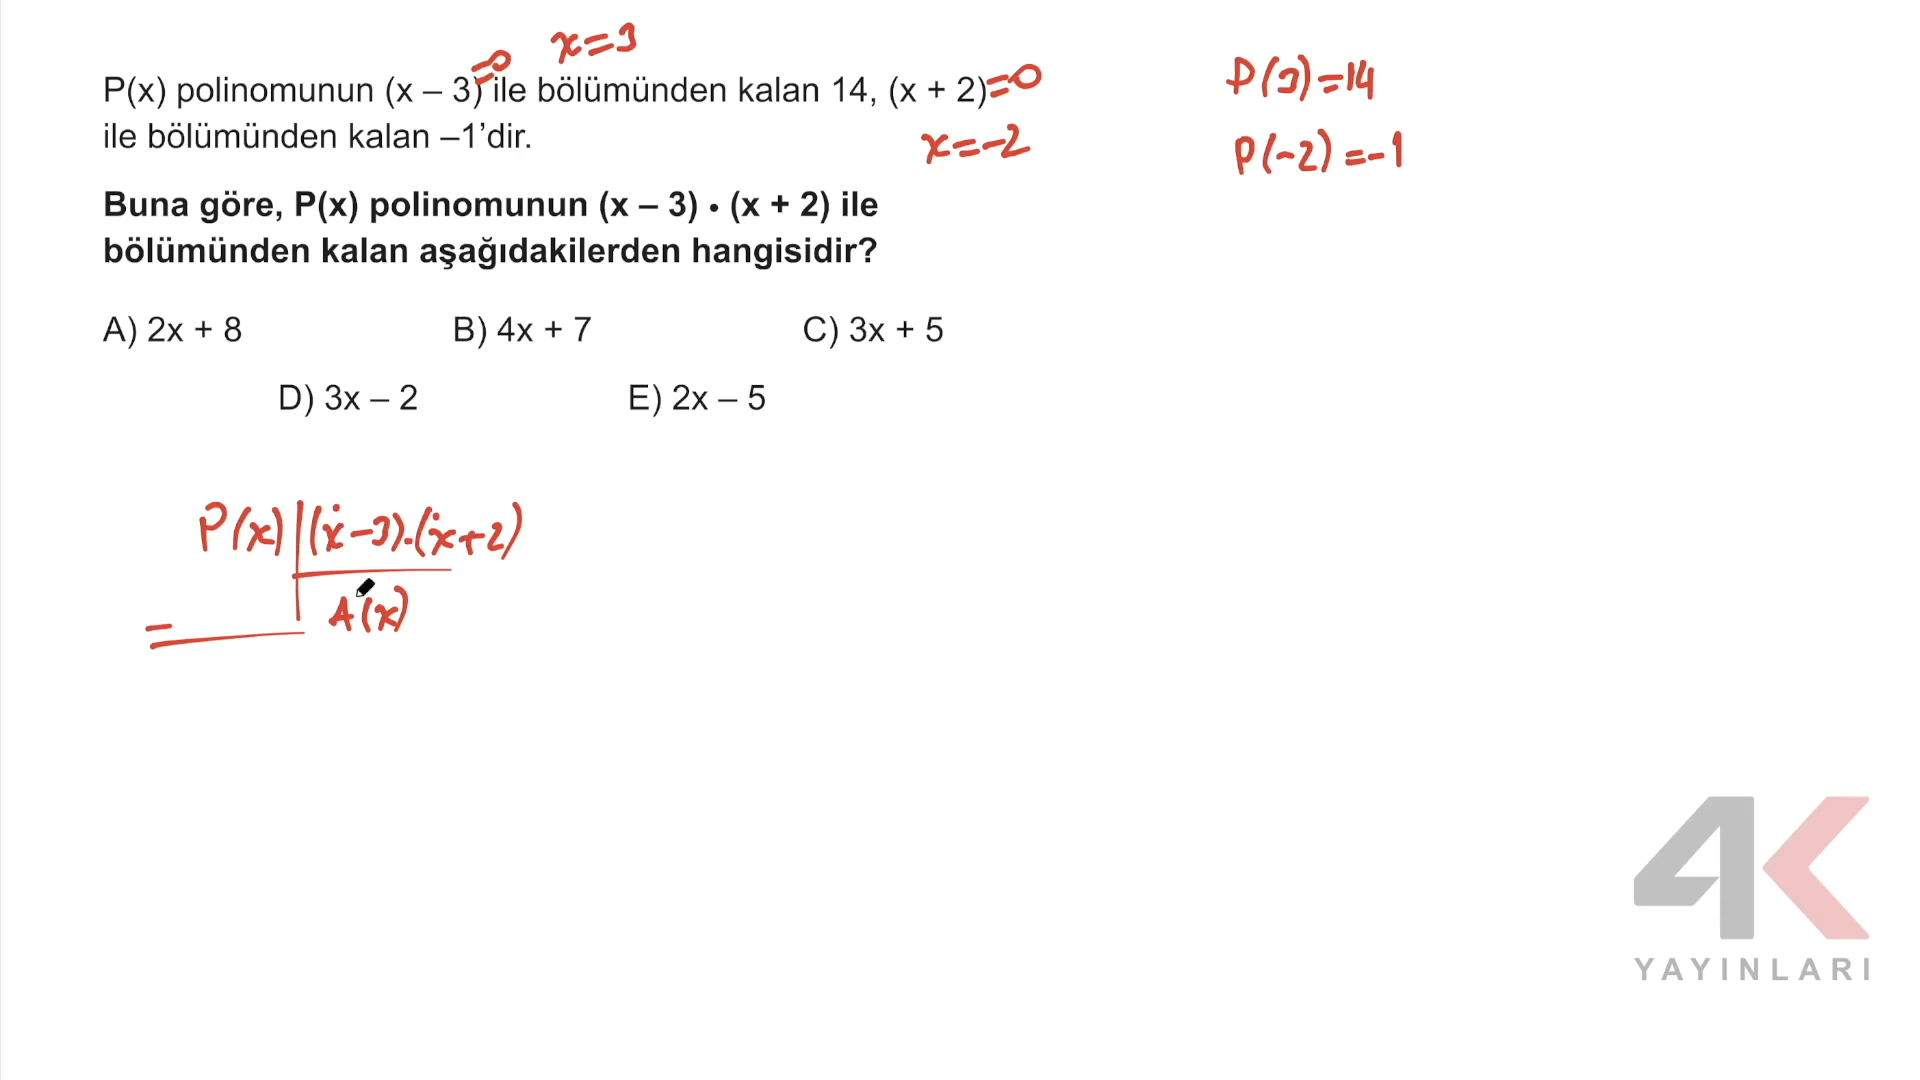 x=3
=0
P(x) polinomunun (x – 3) ile bölümünden kalan 14, (x + 2)=0
ile bölümünden kalan –1’dir.
x=-2
P(3)=14
P(-2)=-1
Buna göre, P(x) polinomunun (x – 3) • (x + 2) ile
bölümünden kalan aşağıdakilerden hangisidir?
A) 2x + 8 B) 4x + 7 C) 3x + 5
D) 3x – 2 E) 2x – 5
P(x) (x-3).(x+2)
A(x)
4K
YAYINLARI